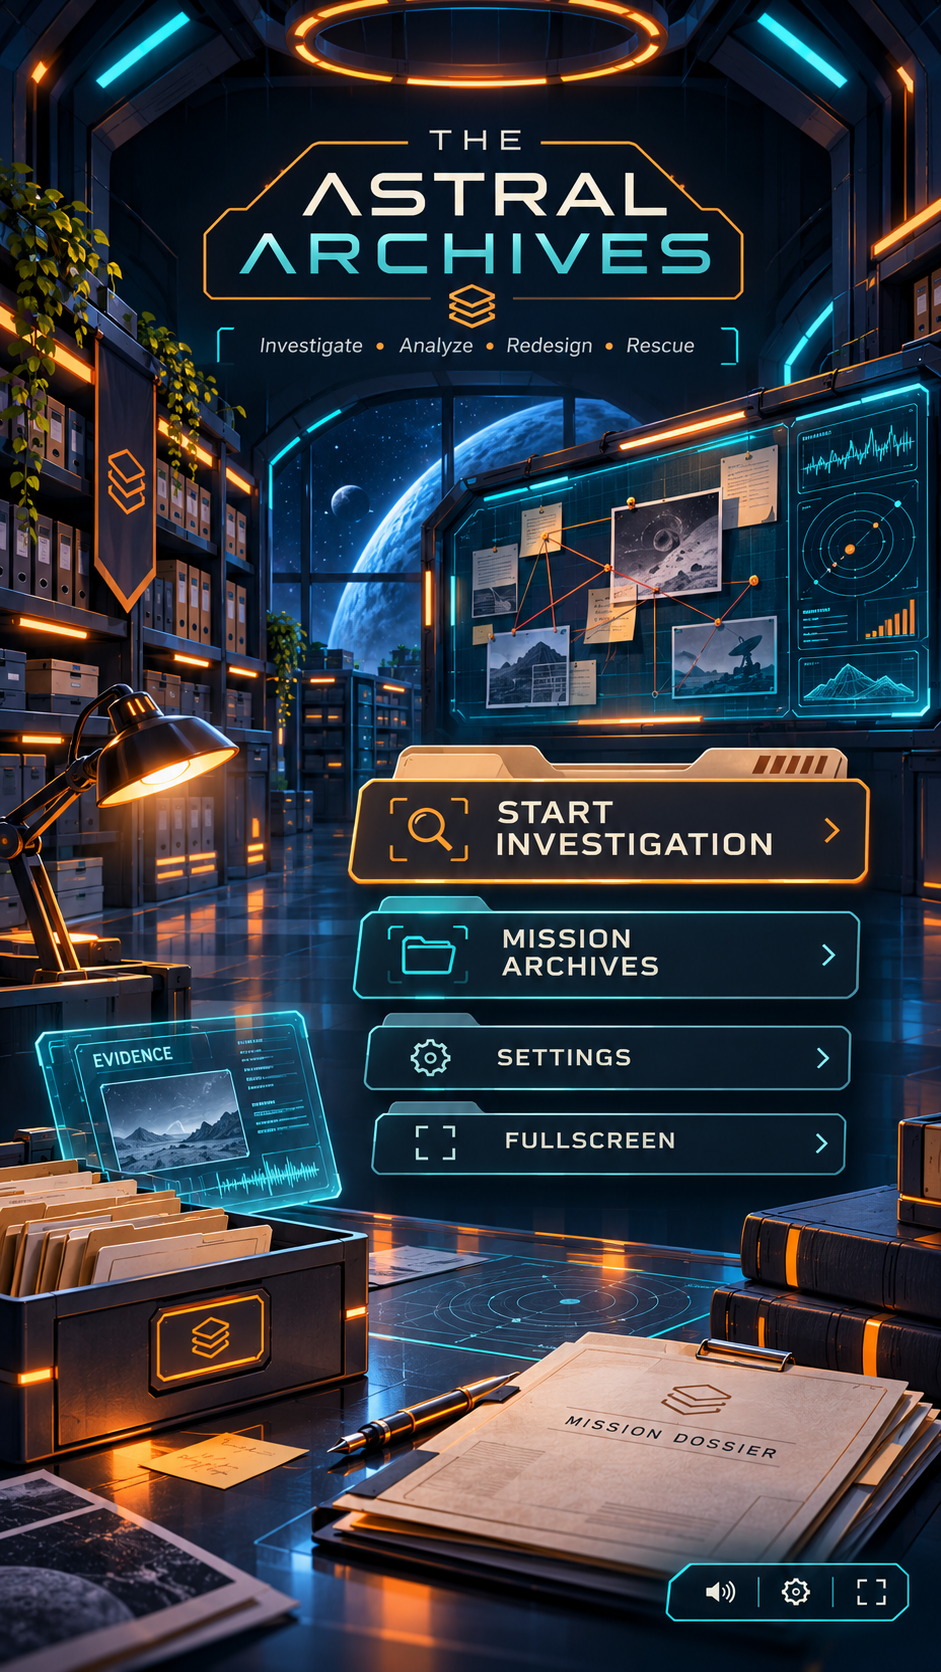 THE
ASTRAL
ARCHIVES
Investigate • Analyze • Redesign • Rescue
START
INVESTIGATION
MISSION
ARCHIVES
SETTINGS
FULLSCREEN
EVIDENCE
MISSION DOSSIER